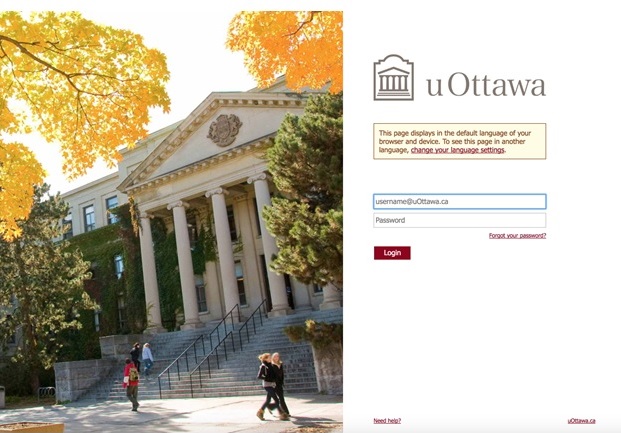 uOttawa
This page displays in the default language of your
browser and device. To see this page in another
language, change your language settings.
username@uOttawa.ca
Password
Forgot your password?
Login
Need help?
uOttawa.ca